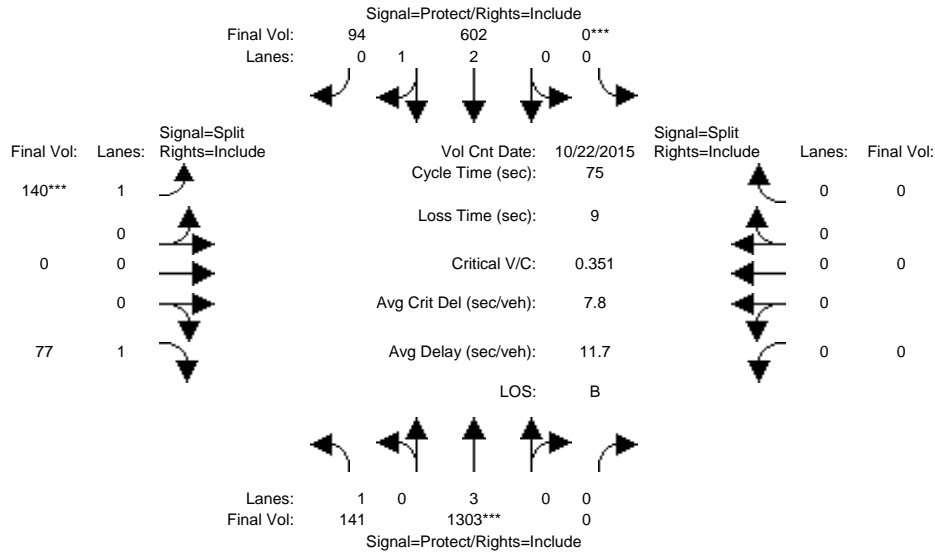 Signal=Protect/Rights=Include
Final Vol: 94 602 0***
Lanes: 0 1 2 0 0
Signal=Split
Final Vol: Lanes: Rights=Include
Vol Cnt Date: 10/22/2015
Signal=Split
Rights=Include Lanes: Final Vol:
Cycle Time (sec): 75
140*** 1
0 0
Loss Time (sec): 9
0
0
0 0
Critical V/C: 0.351
0 0
0
Avg Crit Del (sec/veh): 7.8
0
77 1
Avg Delay (sec/veh): 11.7
0 0
LOS: B
Lanes: 1 0 3 0 0
Final Vol: 141 1303*** 0
Signal=Protect/Rights=Include